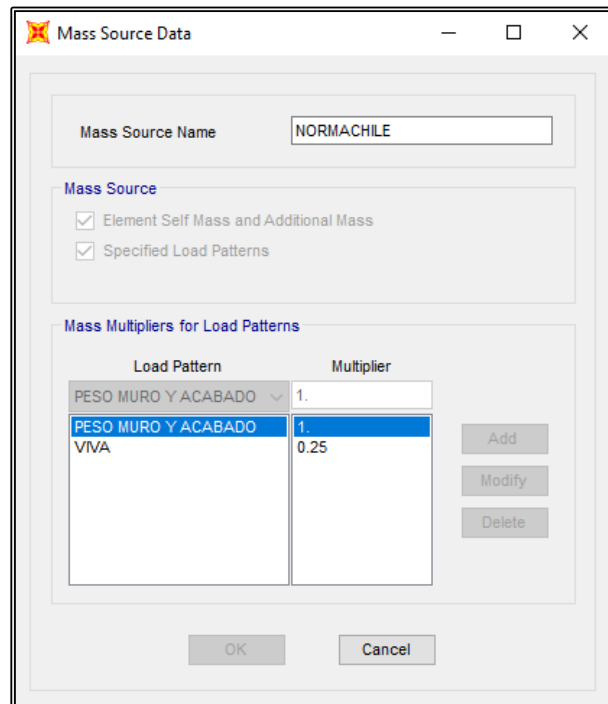 Mass Source Data
Mass Source Name NORMACHILE
Mass Source
Element Self Mass and Additional Mass
Specified Load Patterns
Mass Multipliers for Load Patterns
Load Pattern Multiplier
PESO MURO Y ACABADO 1.
PESO MURO Y ACABADO 1.
VIVA 0.25
Add
Modify
Delete
OK Cancel